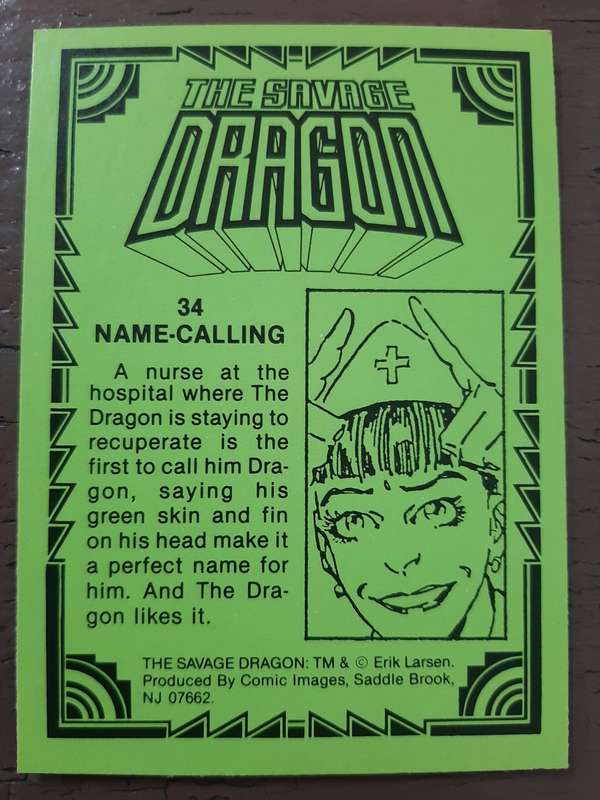 THE SAVAGE
DRAGON
34
NAME-CALLING
A nurse at the
hospital where The
Dragon is staying to
recuperate is the
first to call him Dra-
gon, saying his
green skin and fin
on his head make it
a perfect name for
him. And The Dra-
gon likes it.
THE SAVAGE DRAGON: TM & © Erik Larsen.
Produced By Comic Images, Saddle Brook,
NJ 07662.